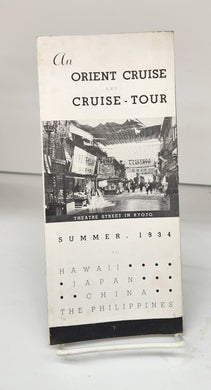 An
ORIENT CRUISE
AND
CRUISE - TOUR
THEATRE STREET IN KYOTO
SUMMER, 1934
TO
HAWAII
JAPAN
CHINA
THE PHILIPPINES